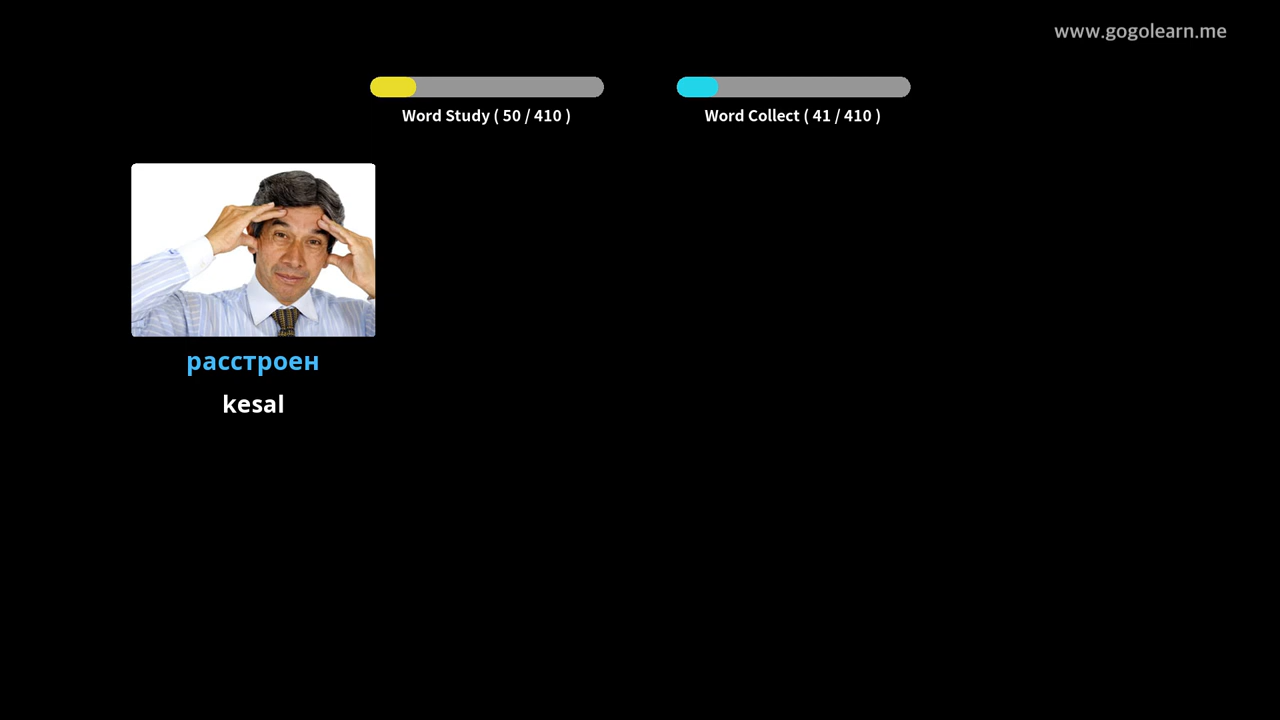 www.gogolearn.me
Word Study ( 50 / 410 )
Word Collect ( 41 / 410 )
расстроен
kesal